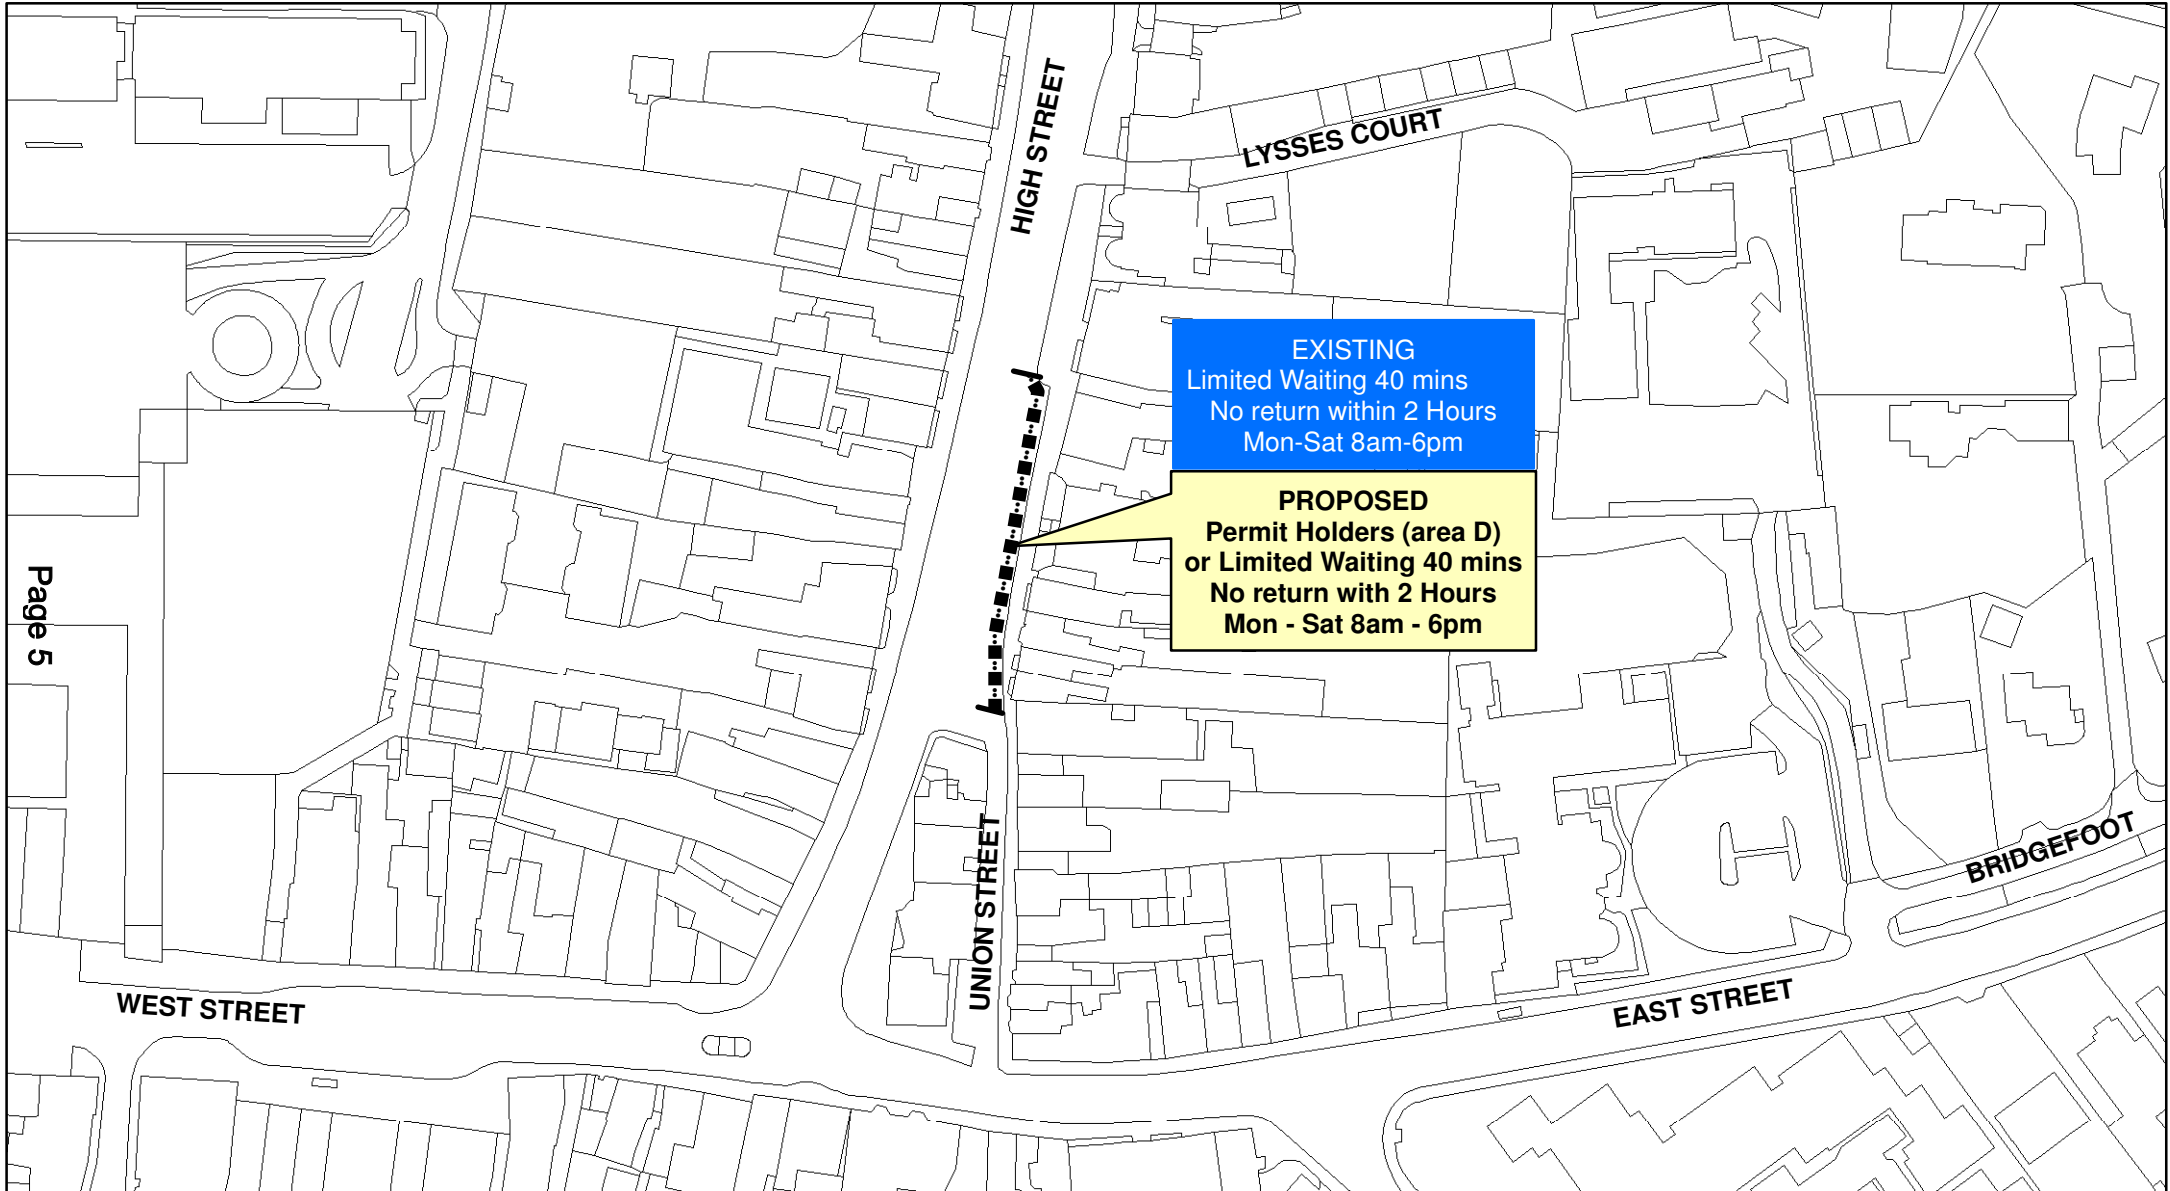 HIGH STREET
LYSSES COURT
EXISTING
Limited Waiting 40 mins
No return within 2 Hours
Mon-Sat 8am-6pm
PROPOSED
Permit Holders (area D)
or Limited Waiting 40 mins
No return with 2 Hours
Mon - Sat 8am - 6pm
Page 5
UNION STREET
BRIDGEFOOT
WEST STREET
EAST STREET